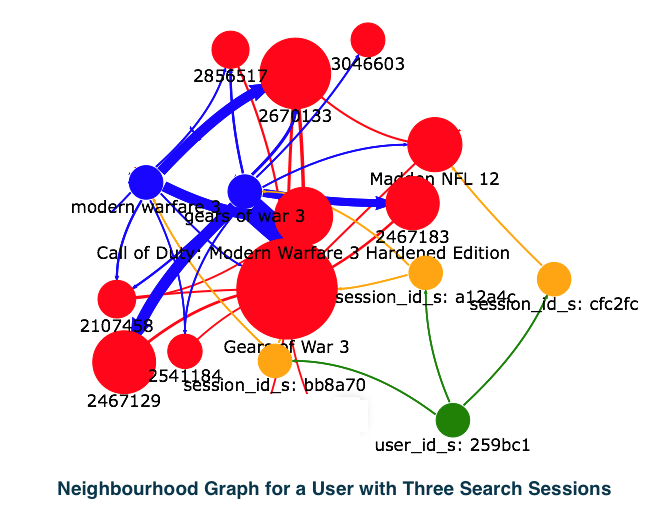 3046603
2856517
2670133
Madden NFL 12
modern warfare 3
gears of war 3
2467183
Call of Duty: Modern Warfare 3 Hardened Edition
session_id_s: a12a4c
session_id_s: cfc2fc
2107458
Gears of War 3
2541184
session_id_s: bb8a70
2467129
user_id_s: 259bc1
Neighbourhood Graph for a User with Three Search Sessions